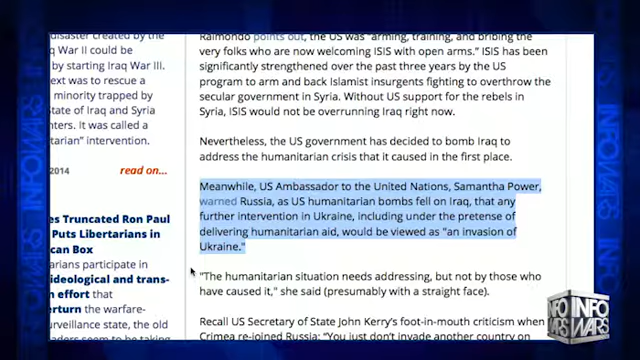 disaster created by the
Iraq War II could be
by starting Iraq War III.
ext was to rescue a
minority trapped by
State of Iraq and Syria
nters. It was called a
tarian" intervention.
2014
read on...
es Truncated Ron Paul
Puts Libertarians in
can Box
arians participate in
ideological and trans-
n effort that
erturn the warfare-
urveillance state, the old
Raimondo points out, the US was "arming, training, and bribing the
very folks who are now welcoming ISIS with open arms." ISIS has been
significantly strengthened over the past three years by the US
program to arm and back Islamist insurgents fighting to overthrow the
secular government in Syria. Without US support for the rebels in
Syria, ISIS would not be overrunning Iraq right now.
Nevertheless, the US government has decided to bomb Iraq to
address the humanitarian crisis that it caused in the first place.
Meanwhile, US Ambassador to the United Nations, Samantha Power,
warned Russia, as US humanitarian bombs fell on Iraq, that any
further intervention in Ukraine, including under the pretense of
delivering humanitarian aid, would be viewed as "an invasion of
Ukraine."
"The humanitarian situation needs addressing, but not by those who
have caused it," she said (presumably with a straight face).
Recall US Secretary of State John Kerry's foot-in-mouth criticism when
Crimea re-joined Russia: "You just don't invade another country on
INFO
WARS
INFO
WARS
INFOWARS
INFOWARS